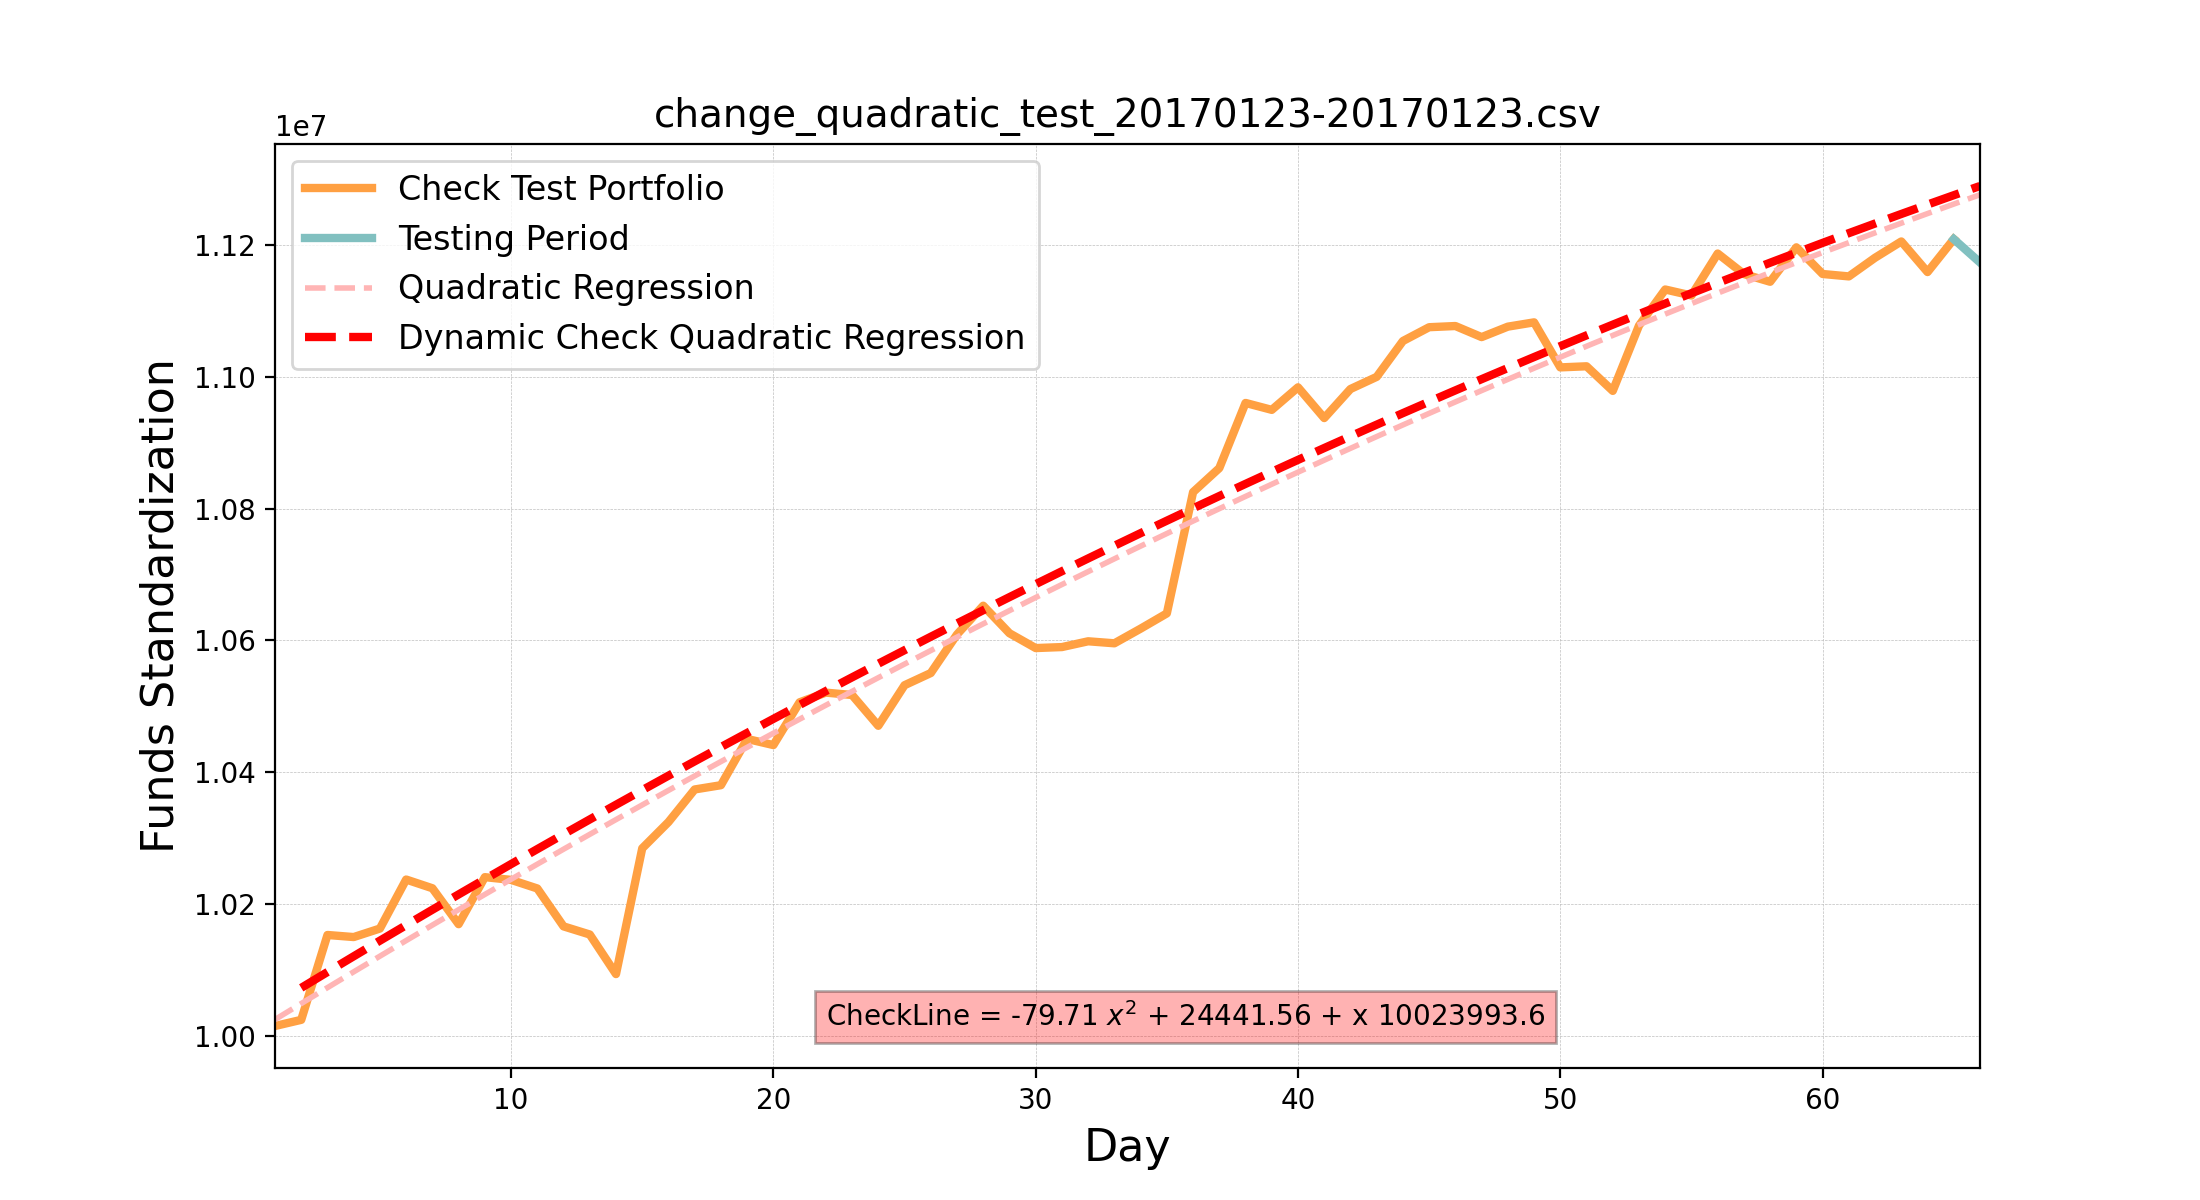 change_quadratic_test_20170123-20170123.csv
1e7
Check Test Portfolio
Testing Period
Quadratic Regression
Dynamic Check Quadratic Regression
1.12
1.10
1.08
1.06
1.04
1.02
1.00
Funds Standardization
CheckLine = -79.71 x² + 24441.56 + x 10023993.6
10 20 30 40 50 60
Day